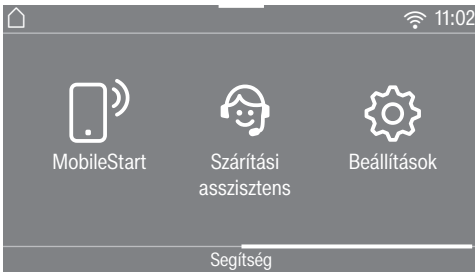 11:02
MobileStart
Szárítási
asszisztens
Beállítások
Segítség